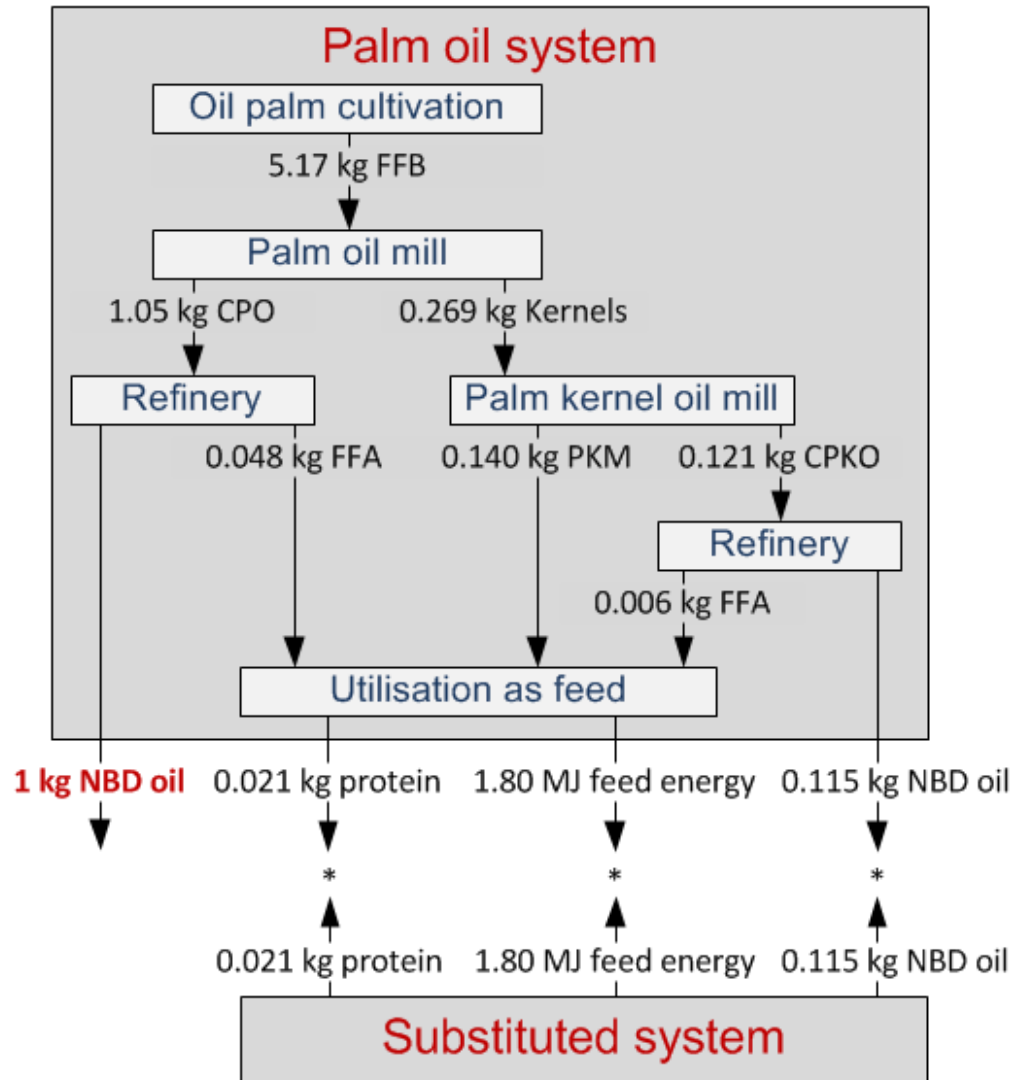 Palm oil system
Oil palm cultivation
5.17 kg FFB
Palm oil mill
1.05 kg CPO
0.269 kg Kernels
Refinery
Palm kernel oil mill
0.048 kg FFA
0.140 kg PKM
0.121 kg CPKO
Refinery
0.006 kg FFA
Utilisation as feed
1 kg NBD oil
0.021 kg protein
1.80 MJ feed energy
0.115 kg NBD oil
*
*
*
0.021 kg protein
1.80 MJ feed energy
0.115 kg NBD oil
Substituted system